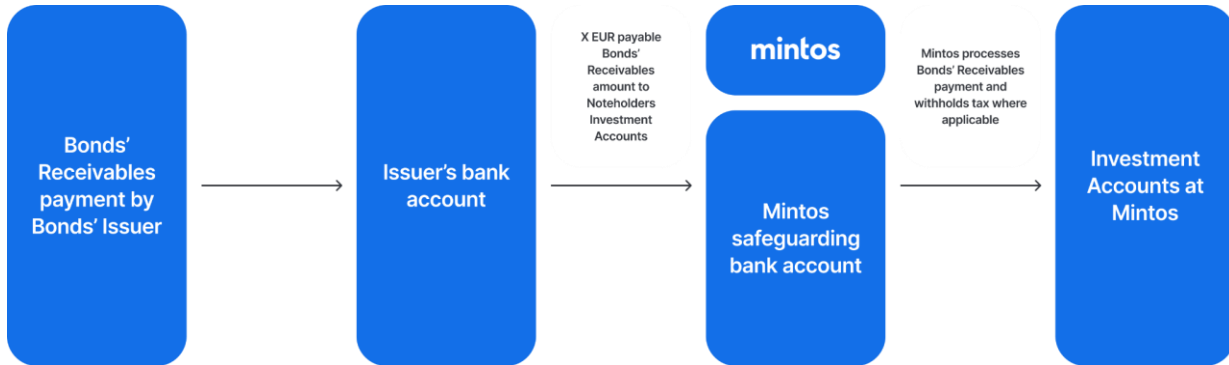 Bonds'
Receivables
payment by
Bonds' Issuer
Issuer's bank
account
X EUR payable
Bonds'
Receivables
amount to
Noteholders
Investment
Accounts
mintos
Mintos
safeguarding
bank account
Mintos processes
Bonds' Receivables
payment and
withholds tax where
applicable
Investment
Accounts at
Mintos